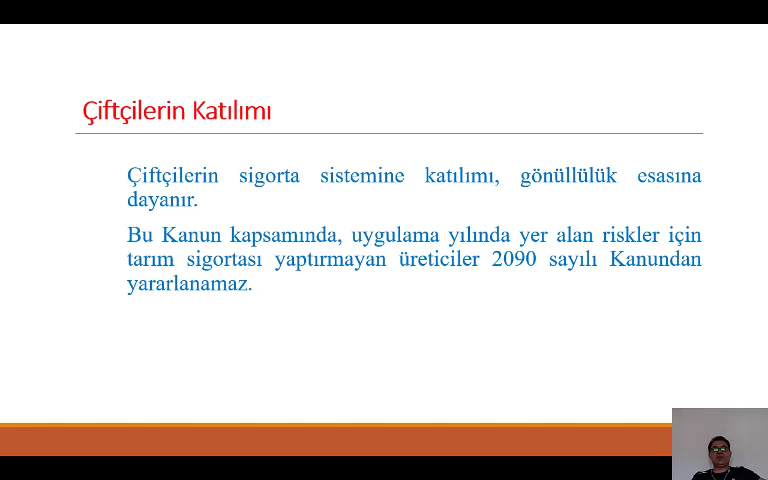 Çiftçilerin Katılımı
Çiftçilerin sigorta sistemine katılımı, gönüllülük esasına
dayanır.
Bu Kanun kapsamında, uygulama yılında yer alan riskler için
tarım sigortası yaptırmayan üreticiler 2090 sayılı Kanundan
yararlanamaz.